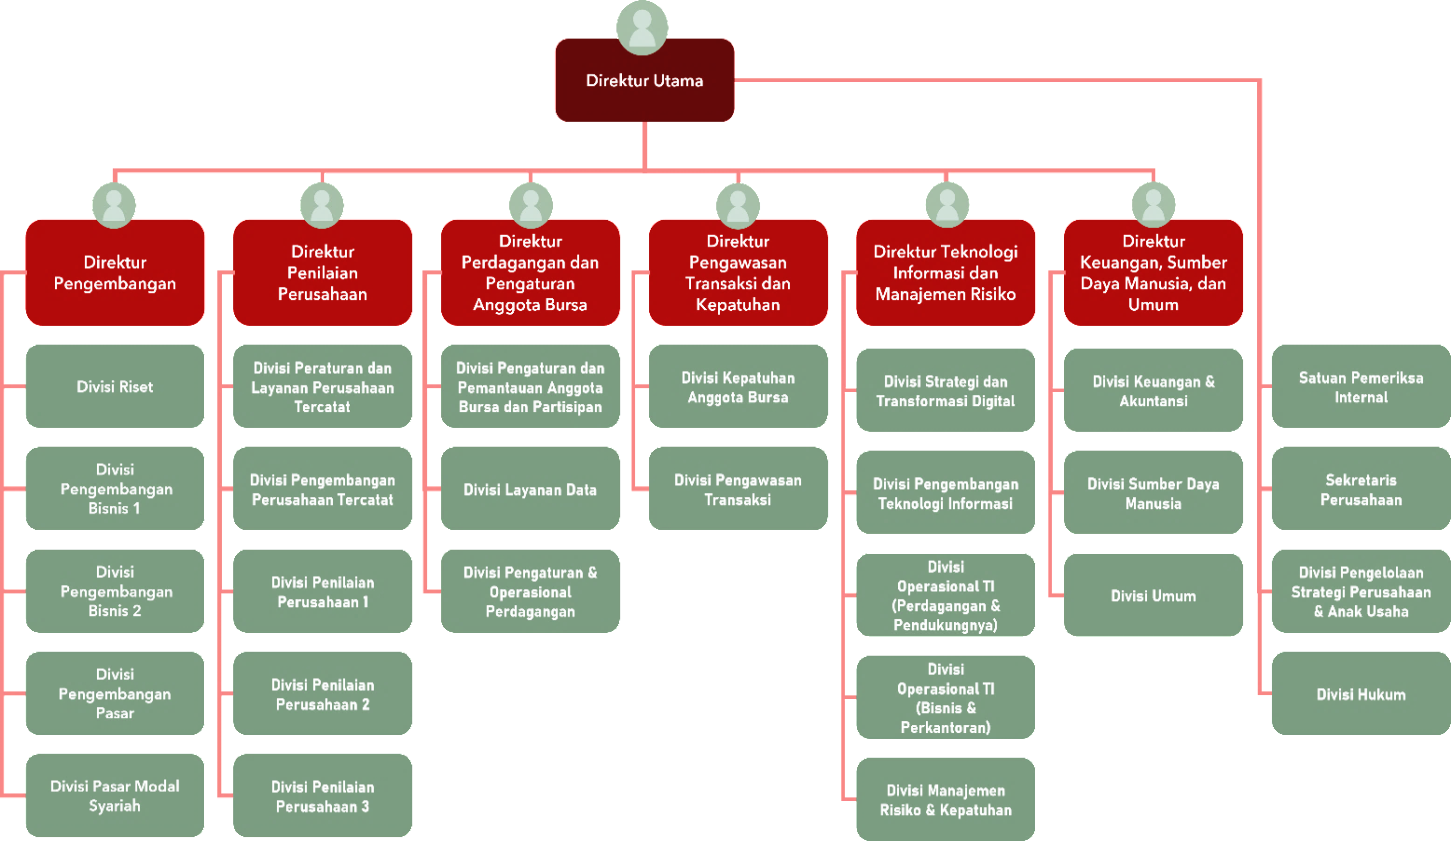 Direktur Utama
Direktur
Pengembangan
Divisi Riset
Divisi
Pengembangan
Bisnis 1
Divisi
Pengembangan
Bisnis 2
Divisi
Pengembangan
Pasar
Divisi Pasar Modal
Syariah
Direktur
Penilaian
Perusahaan
Divisi Peraturan dan
Layanan Perusahaan
Tercatat
Divisi Pengembangan
Perusahaan Tercatat
Divisi Penilaian
Perusahaan 1
Divisi Penilaian
Perusahaan 2
Divisi Penilaian
Perusahaan 3
Direktur
Perdagangan dan
Pengaturan
Anggota Bursa
Divisi Pengaturan dan
Pemantauan Anggota
Bursa dan Partisipan
Divisi Layanan Data
Divisi Pengaturan &
Operasional
Perdagangan
Direktur
Pengawasan
Transaksi dan
Kepatuhan
Divisi Kepatuhan
Anggota Bursa
Divisi Pengawasan
Transaksi
Direktur Teknologi
Informasi dan
Manajemen Risiko
Divisi Strategi dan
Transformasi Digital
Divisi Pengembangan
Teknologi Informasi
Divisi
Operasional TI
(Perdagangan &
Pendukungnya)
Divisi
Operasional TI
(Bisnis &
Perkantoran)
Divisi Manajemen
Risiko & Kepatuhan
Direktur
Keuangan, Sumber
Daya Manusia, dan
Umum
Divisi Keuangan &
Akuntansi
Divisi Sumber Daya
Manusia
Divisi Umum
Satuan Pemeriksa
Internal
Sekretaris
Perusahaan
Divisi Pengelolaan
Strategi Perusahaan
& Anak Usaha
Divisi Hukum